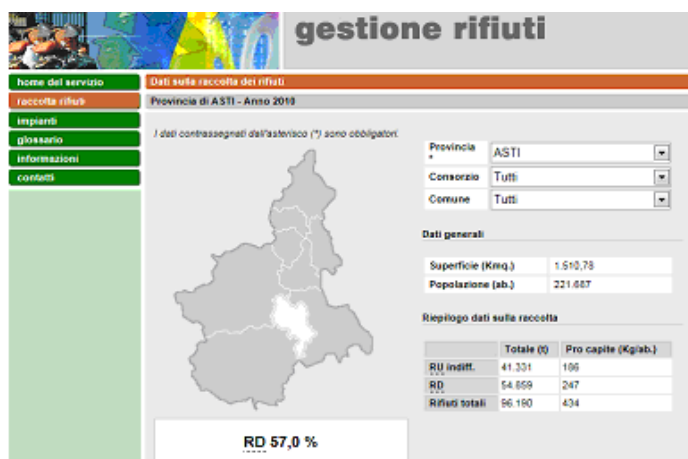 gestione rifiuti
home del servizio
raccolta rifiuti
impianti
glossario
informazioni
contatti
Dati sulla raccolta dei rifiuti
Provincia di ASTI - Anno 2010
I dati contrassegnati dall'asterisco (*) sono obbligatori.
Provincia * ASTI
Consorzio Tutti
Comune Tutti
Dati generali
Superficie (Kmq.) 1.510,78
Popolazione (ab.) 221.687
Riepilogo dati sulla raccolta
Totale (t) Pro capite (Kg/ab.)
RU indiff. 41.331 186
RD 54.859 247
Rifiuti totali 96.190 434
RD 57,0 %